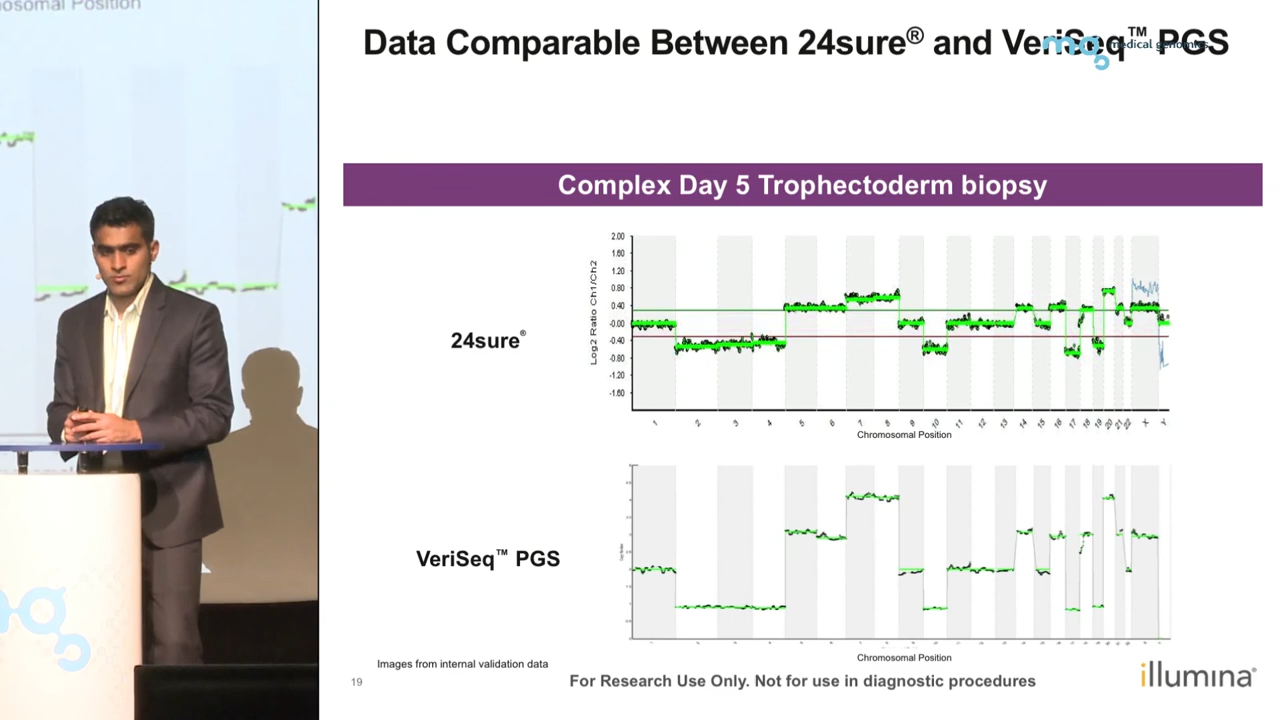 osomal Position
Data Comparable Between 24sure® and VeriSeq™ PGS
medical genomics
Complex Day 5 Trophectoderm biopsy
24sure®
Log2 Ratio Ch1/Ch2
2.00
1.60
1.20
0.80
0.40
-0.00
-0.40
-0.80
-1.20
-1.60
1 2 3 4 5 6 7 8 9 10 11 12 13 14 15 16 17 18 19 20 21 22 X Y
Chromosomal Position
VeriSeq™ PGS
Chromosomal Position
Images from internal validation data
19
For Research Use Only. Not for use in diagnostic procedures
illumina®